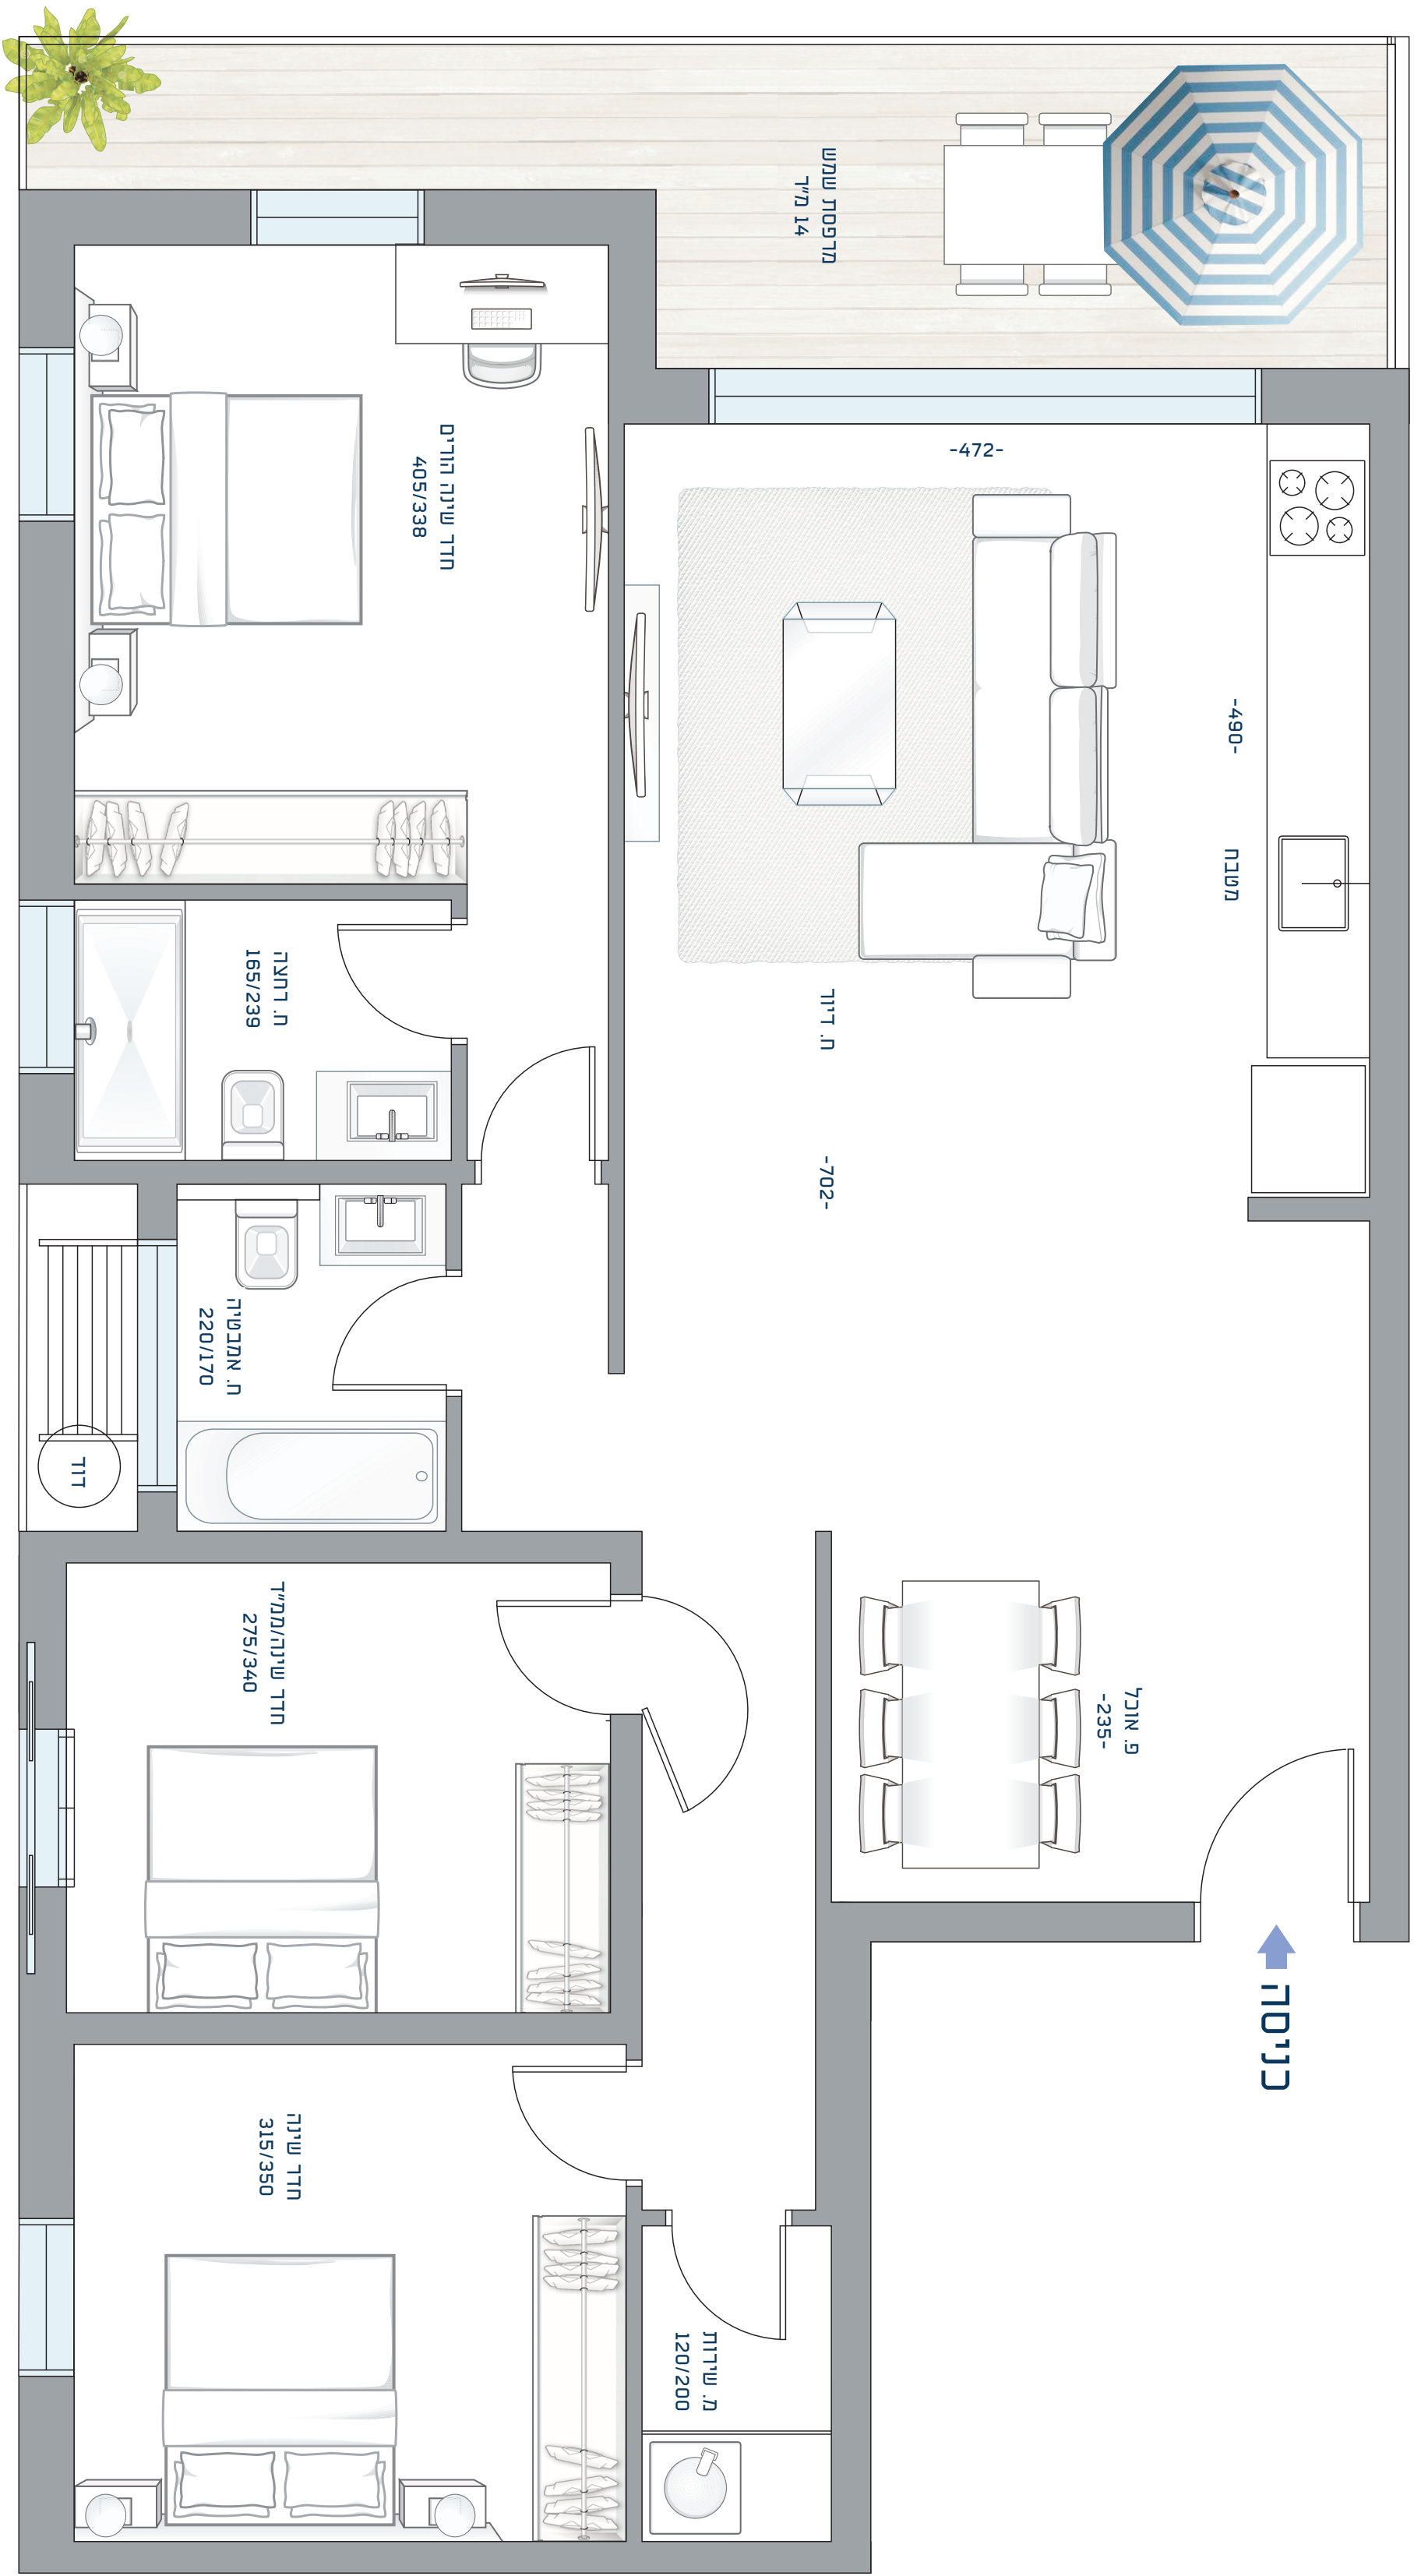 מרפסת שמש
14 מ"ר
-472-
חדר שינה הורים
405/338
-490-
מטבח
ח. רחצה
165/239
ח. דיור
-702-
ח. אמבטיה
220/170
דוד
חדר שינה/ממ"ד
275/340
פ. אוכל
-235-
כניסה
חדר שינה
315/350
מ. שירות
120/200